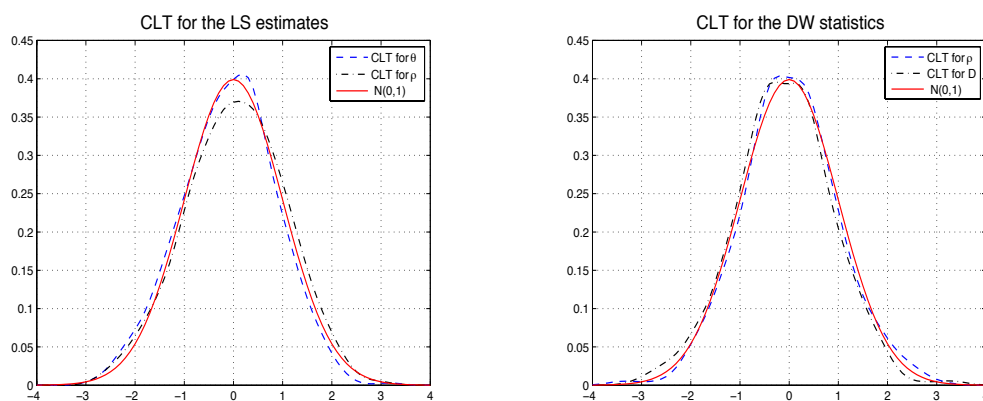 CLT for the LS estimates
0.45
0.4
0.35
0.3
0.25
0.2
0.15
0.1
0.05
0
−4 −3 −2 −1 0 1 2 3 4
CLT for θ
CLT for ρ
N(0,1)
CLT for the DW statistics
0.45
0.4
0.35
0.3
0.25
0.2
0.15
0.1
0.05
0
−4 −3 −2 −1 0 1 2 3 4
CLT for ρ
CLT for D
N(0,1)